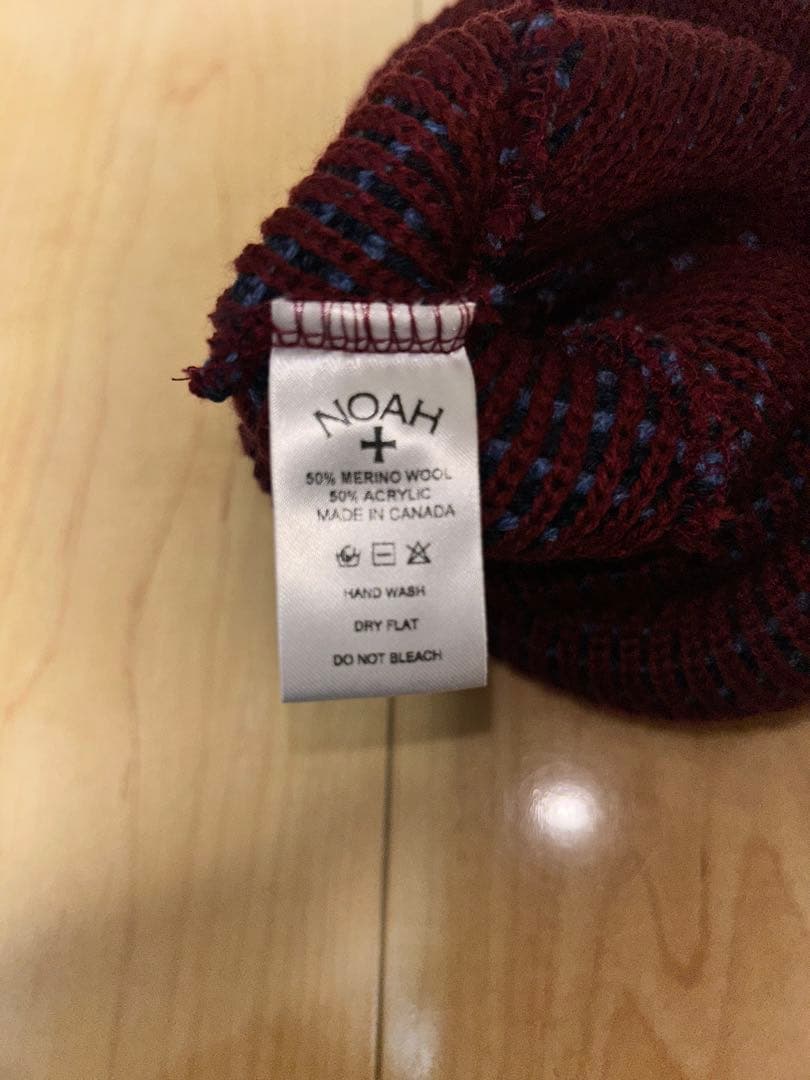 NOAH
50% MERINO WOOL
50% ACRYLIC
MADE IN CANADA
HAND WASH
DRY FLAT
DO NOT BLEACH